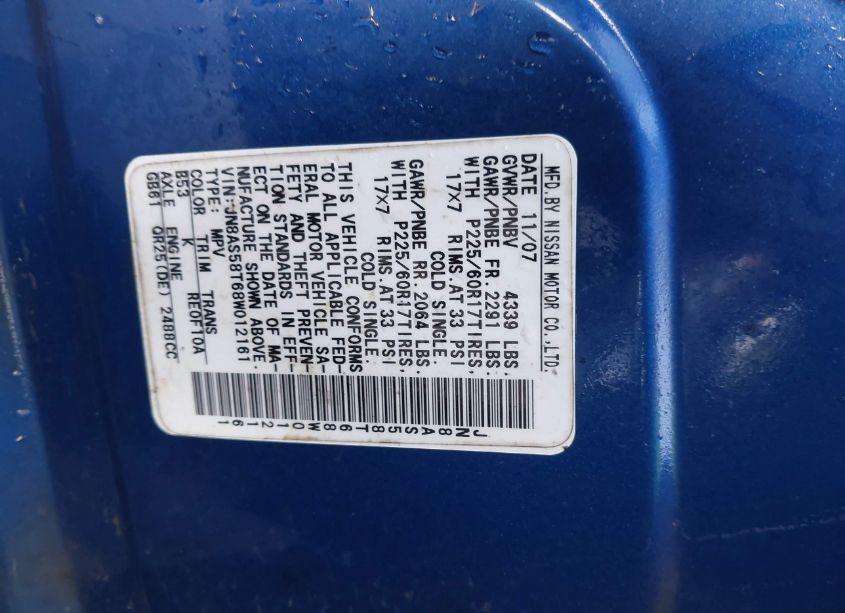 MFD.BY NISSAN MOTOR CO.,LTD.
DATE 11/07
GVWR/PNBV 4339 LBS.
GAWR/PNBE FR. 2291 LBS.
WITH P225/60R17TIRES,
17X7 RIMS.AT 33 PSI
COLD SINGLE.
GAWR/PNBE RR. 2064 LBS.
WITH P225/60R17TIRES,
17X7 RIMS.AT 33 PSI
COLD SINGLE.
THIS VEHICLE CONFORMS
TO ALL APPLICABLE FED-
ERAL MOTOR VEHICLE SA-
FETY AND THEFT PREVEN-
TION STANDARDS IN EFF-
ECT ON THE DATE OF MA-
NUFACTURE SHOWN ABOVE.
VIN:JN8AS58T68W012161
TYPE: MPV
COLOR TRIM TRANS
B53 K RE0F10A
AXLE ENGINE
GB61 QR25(DE) 2488CC
JN8AS58T68W012161